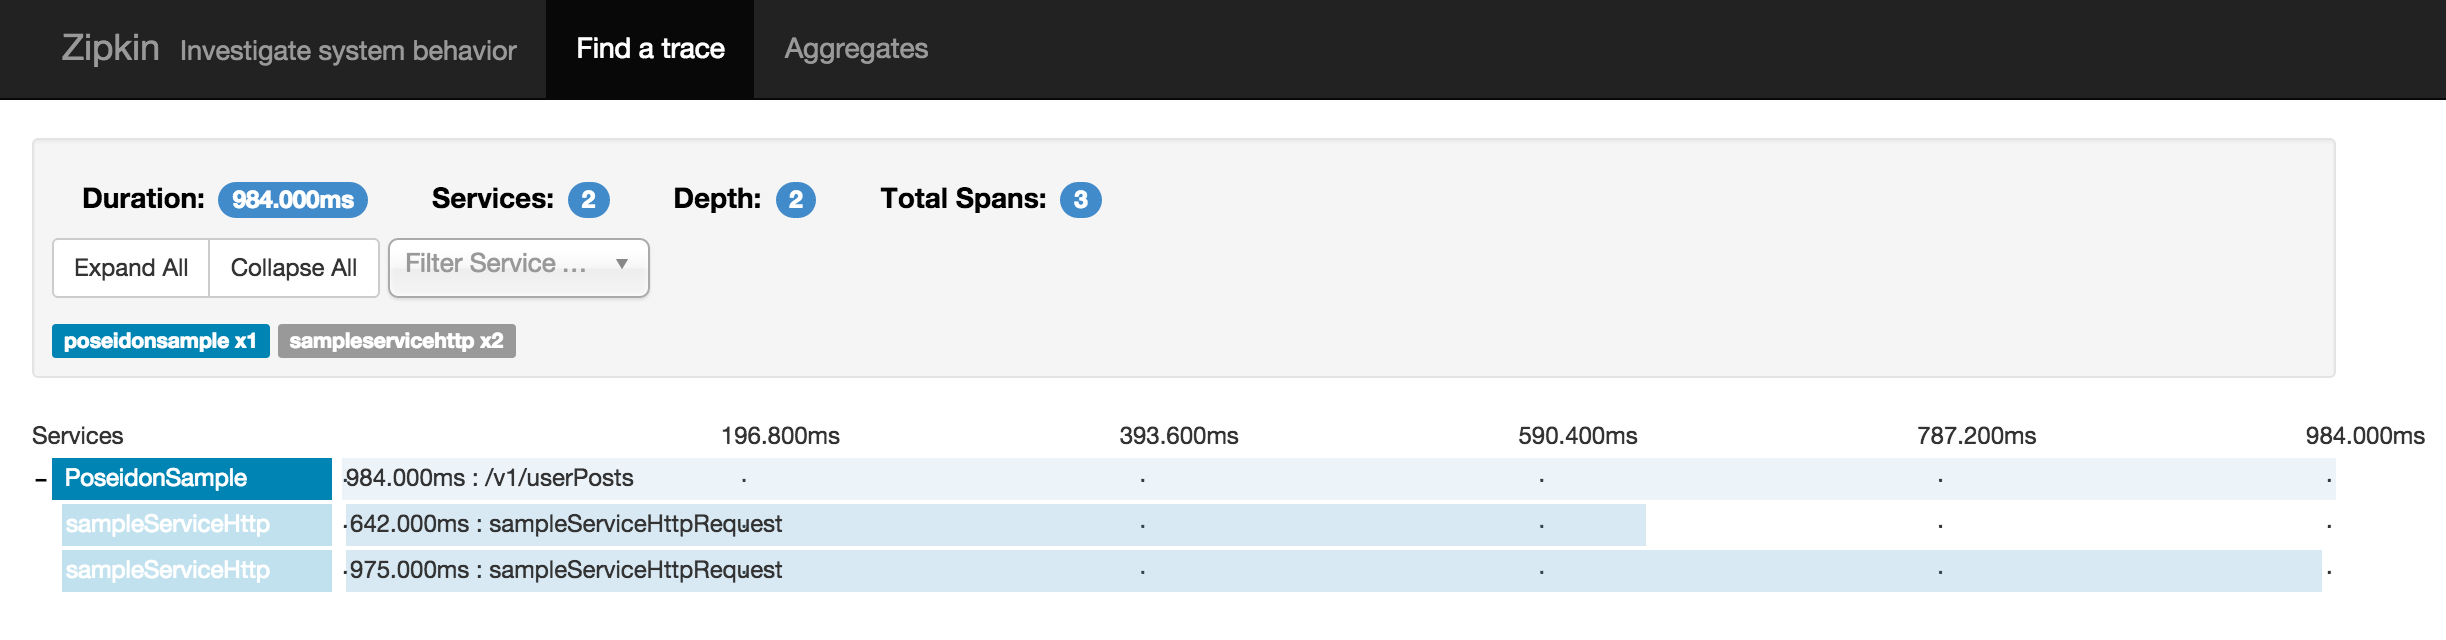 Zipkin Investigate system behavior Find a trace Aggregates
Duration: 984.000ms Services: 2 Depth: 2 Total Spans: 3
Expand All Collapse All Filter Service ...
poseidonsample x1 sampleservicehttp x2
Services 196.800ms 393.600ms 590.400ms 787.200ms 984.000ms
- PoseidonSample 984.000ms : /v1/userPosts
sampleServiceHttp 642.000ms : sampleServiceHttpRequest
sampleServiceHttp 975.000ms : sampleServiceHttpRequest